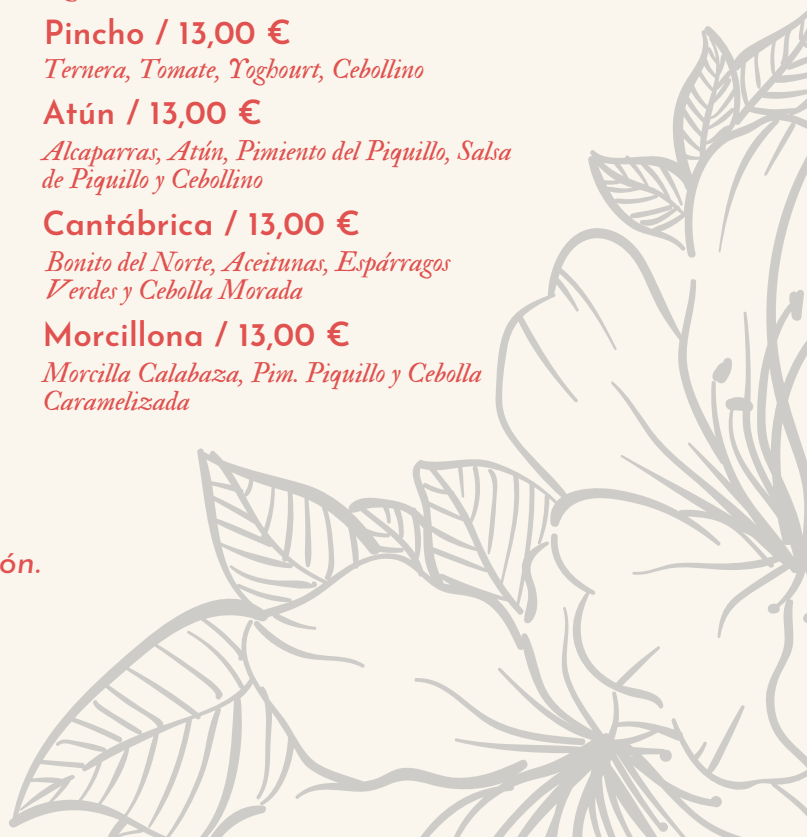 Pincho / 13,00 €
Ternera, Tomate, Yoghourt, Cebollino
Atún / 13,00 €
Alcaparras, Atún, Pimiento del Piquillo, Salsa
de Piquillo y Cebollino
Cantábrica / 13,00 €
Bonito del Norte, Aceitunas, Espárragos
Verdes y Cebolla Morada
Morcillona / 13,00 €
Morcilla Calabaza, Pim. Piquillo y Cebolla
Caramelizada
ón.